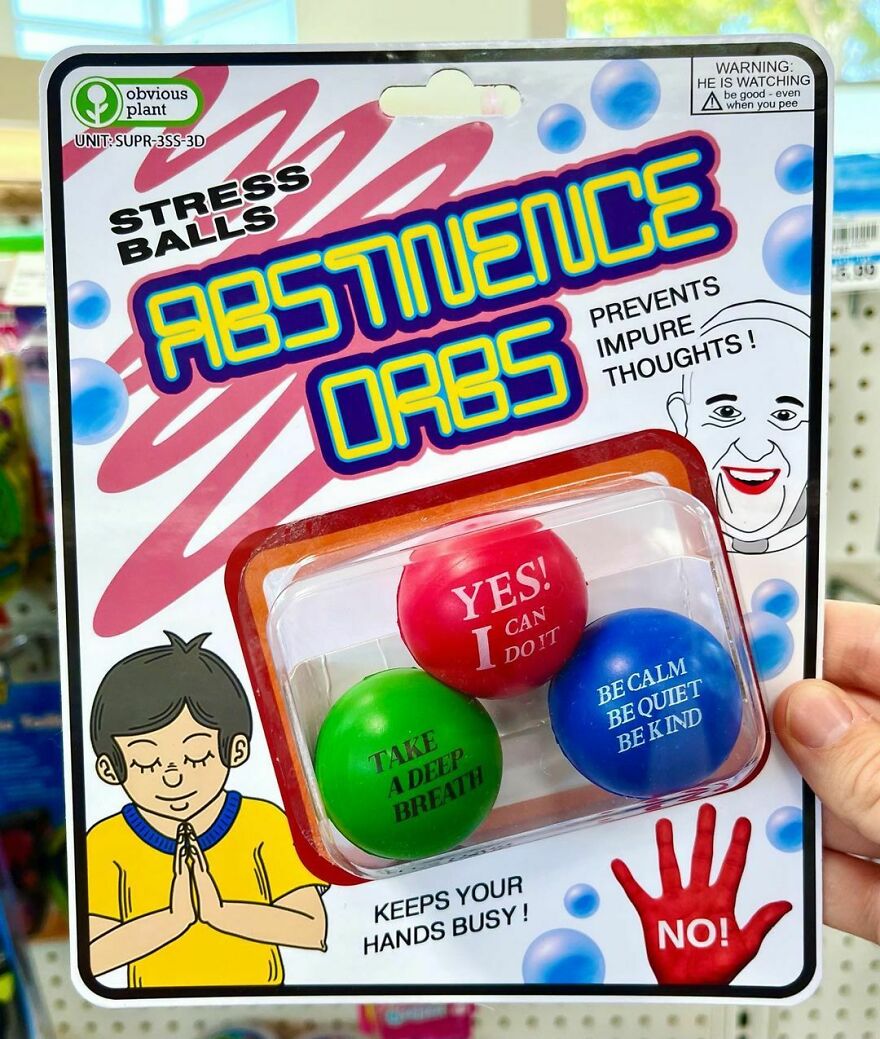 obvious
plant
UNIT: SUPR-3SS-3D
WARNING:
HE IS WATCHING
be good - even
when you pee
STRESS
BALLS
ABSTINENCE
ORBS
PREVENTS
IMPURE
THOUGHTS !
YES!
I CAN
DO IT
BE CALM
BE QUIET
BE KIND
TAKE
A DEEP
BREATH
KEEPS YOUR
HANDS BUSY !
NO!